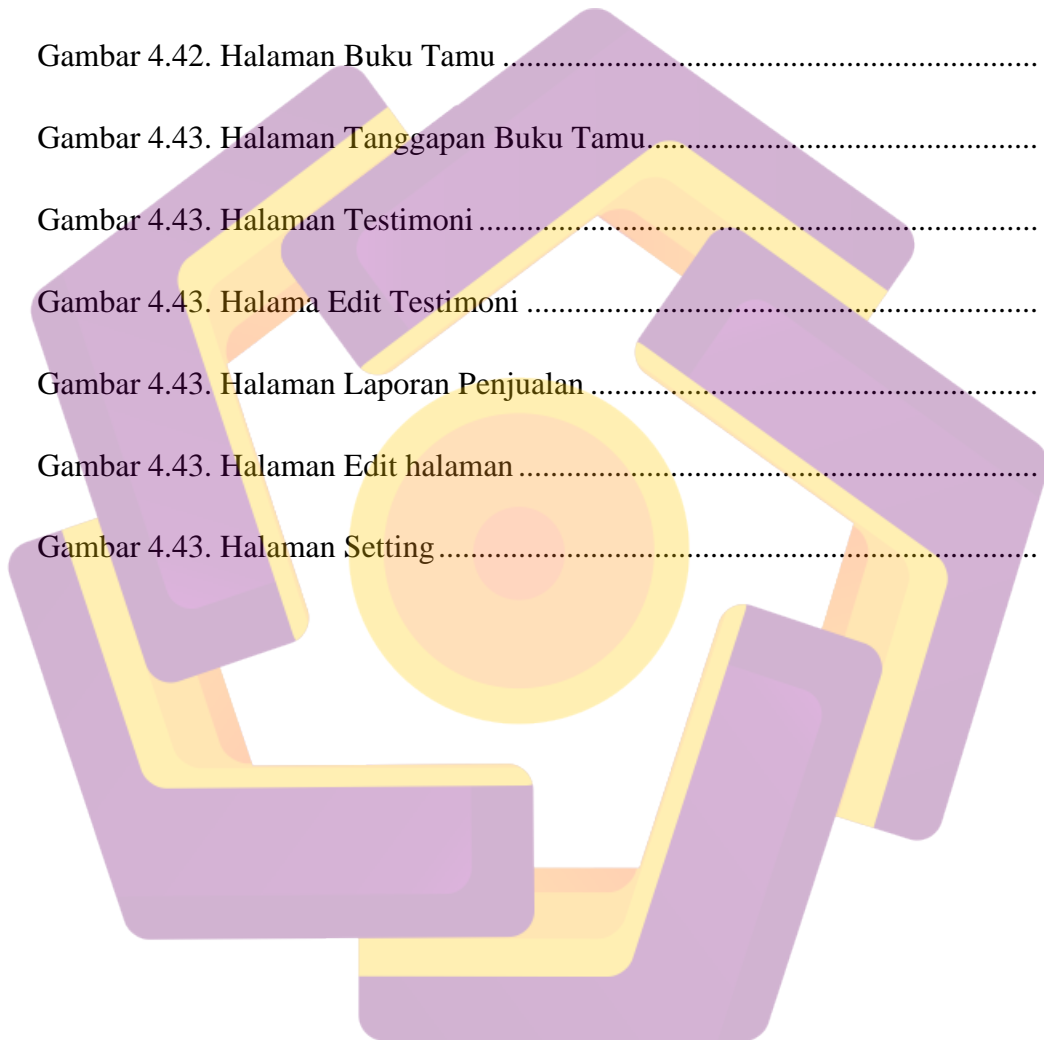 Gambar 4.42. Halaman Buku Tamu ..................................................................
Gambar 4.43. Halaman Tanggapan Buku Tamu................................................
Gambar 4.43. Halaman Testimoni .....................................................................
Gambar 4.43. Halama Edit Testimoni ...............................................................
Gambar 4.43. Halaman Laporan Penjualan .......................................................
Gambar 4.43. Halaman Edit halaman ................................................................
Gambar 4.43. Halaman Setting..........................................................................